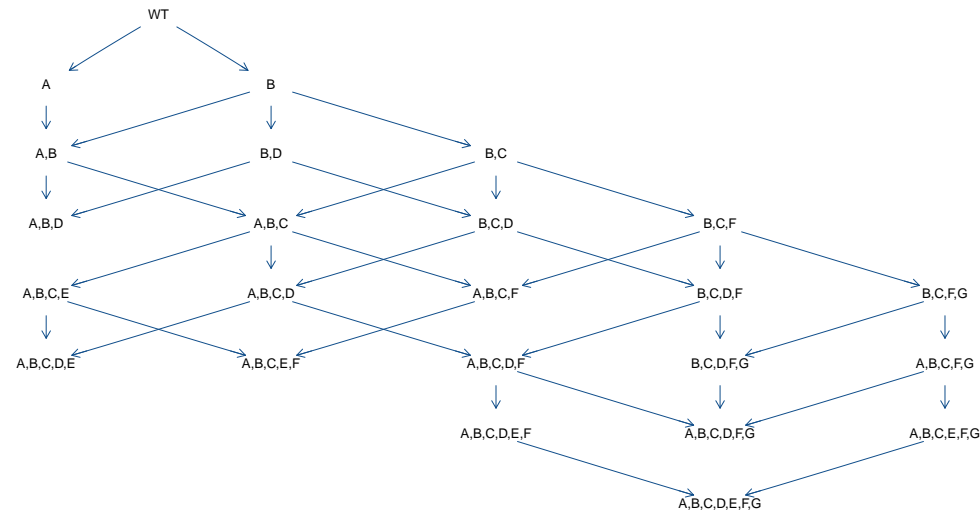 WT
A
B
A,B
B,D
B,C
A,B,D
A,B,C
B,C,D
B,C,F
A,B,C,E
A,B,C,D
A,B,C,F
B,C,D,F
B,C,F,G
A,B,C,D,E
A,B,C,E,F
A,B,C,D,F
B,C,D,F,G
A,B,C,F,G
A,B,C,D,E,F
A,B,C,D,F,G
A,B,C,E,F,G
A,B,C,D,E,F,G